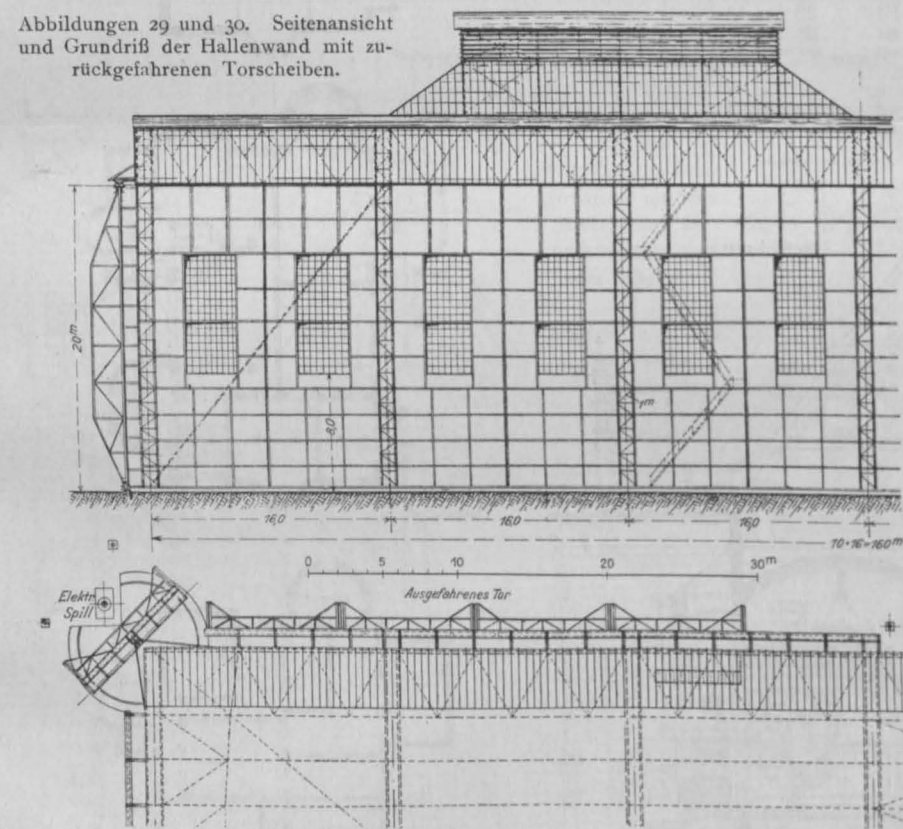 Abbildungen 29 und 30. Seitenansicht
und Grundriß der Hallenwand mit zu-
rückgefahrenen Torscheiben.
20m
8,0
1m
16,0
16,0
16,0
10·16=160m
0 5 10 20 30m
Elektr.
Spill
Ausgefahrenes Tor